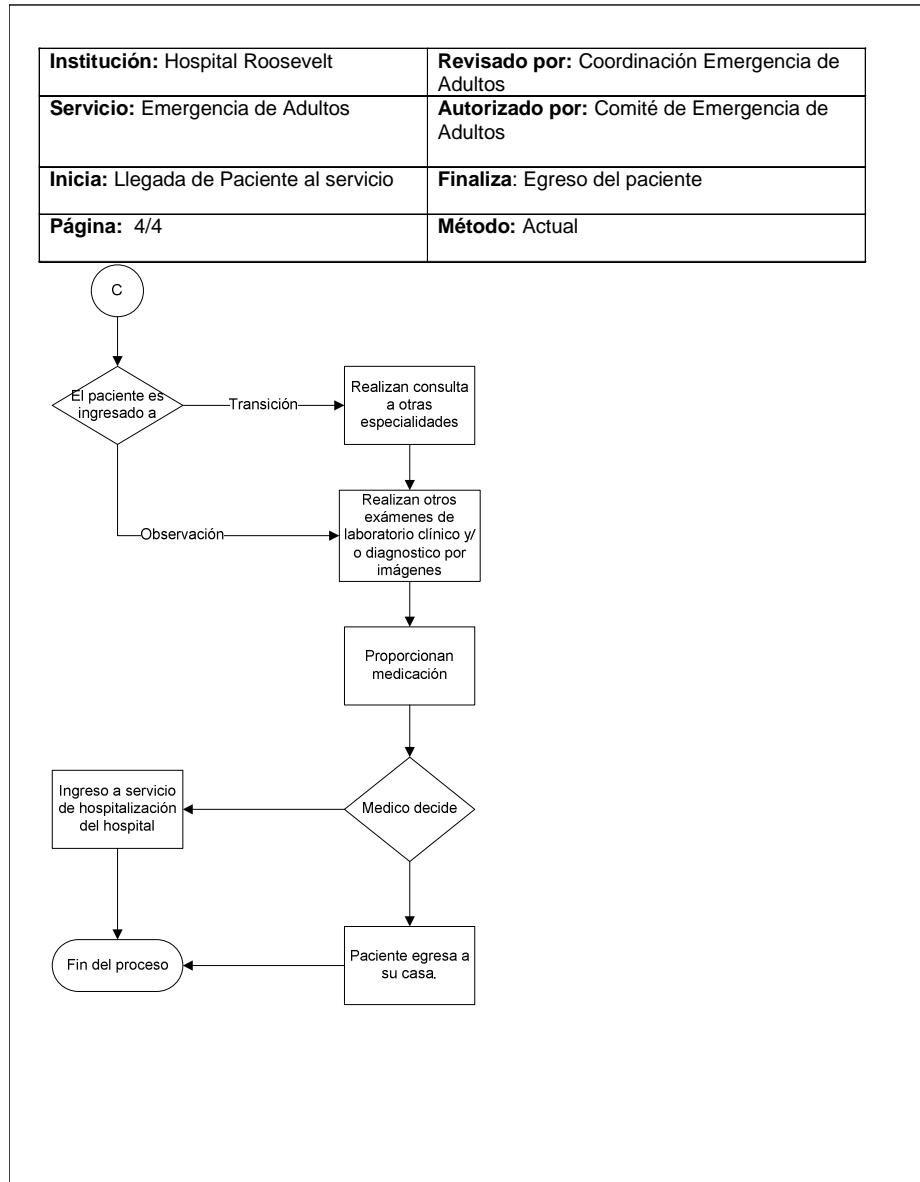 Institución: Hospital Roosevelt
Revisado por: Coordinación Emergencia de
Adultos
Servicio: Emergencia de Adultos
Autorizado por: Comité de Emergencia de
Adultos
Inicia: Llegada de Paciente al servicio
Finaliza: Egreso del paciente
Página: 4/4
Método: Actual
C
El paciente es
ingresado a
Transición
Realizan consulta
a otras
especialidades
Observación
Realizan otros
exámenes de
laboratorio clínico y/
o diagnostico por
imágenes
Proporcionan
medicación
Medico decide
Ingreso a servicio
de hospitalización
del hospital
Paciente egresa a
su casa.
Fin del proceso